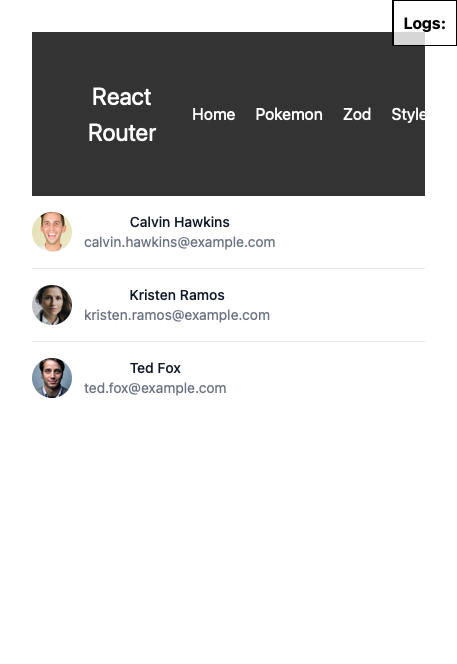 Logs:
React
Router
Home Pokemon Zod Style
Calvin Hawkins
calvin.hawkins@example.com
Kristen Ramos
kristen.ramos@example.com
Ted Fox
ted.fox@example.com